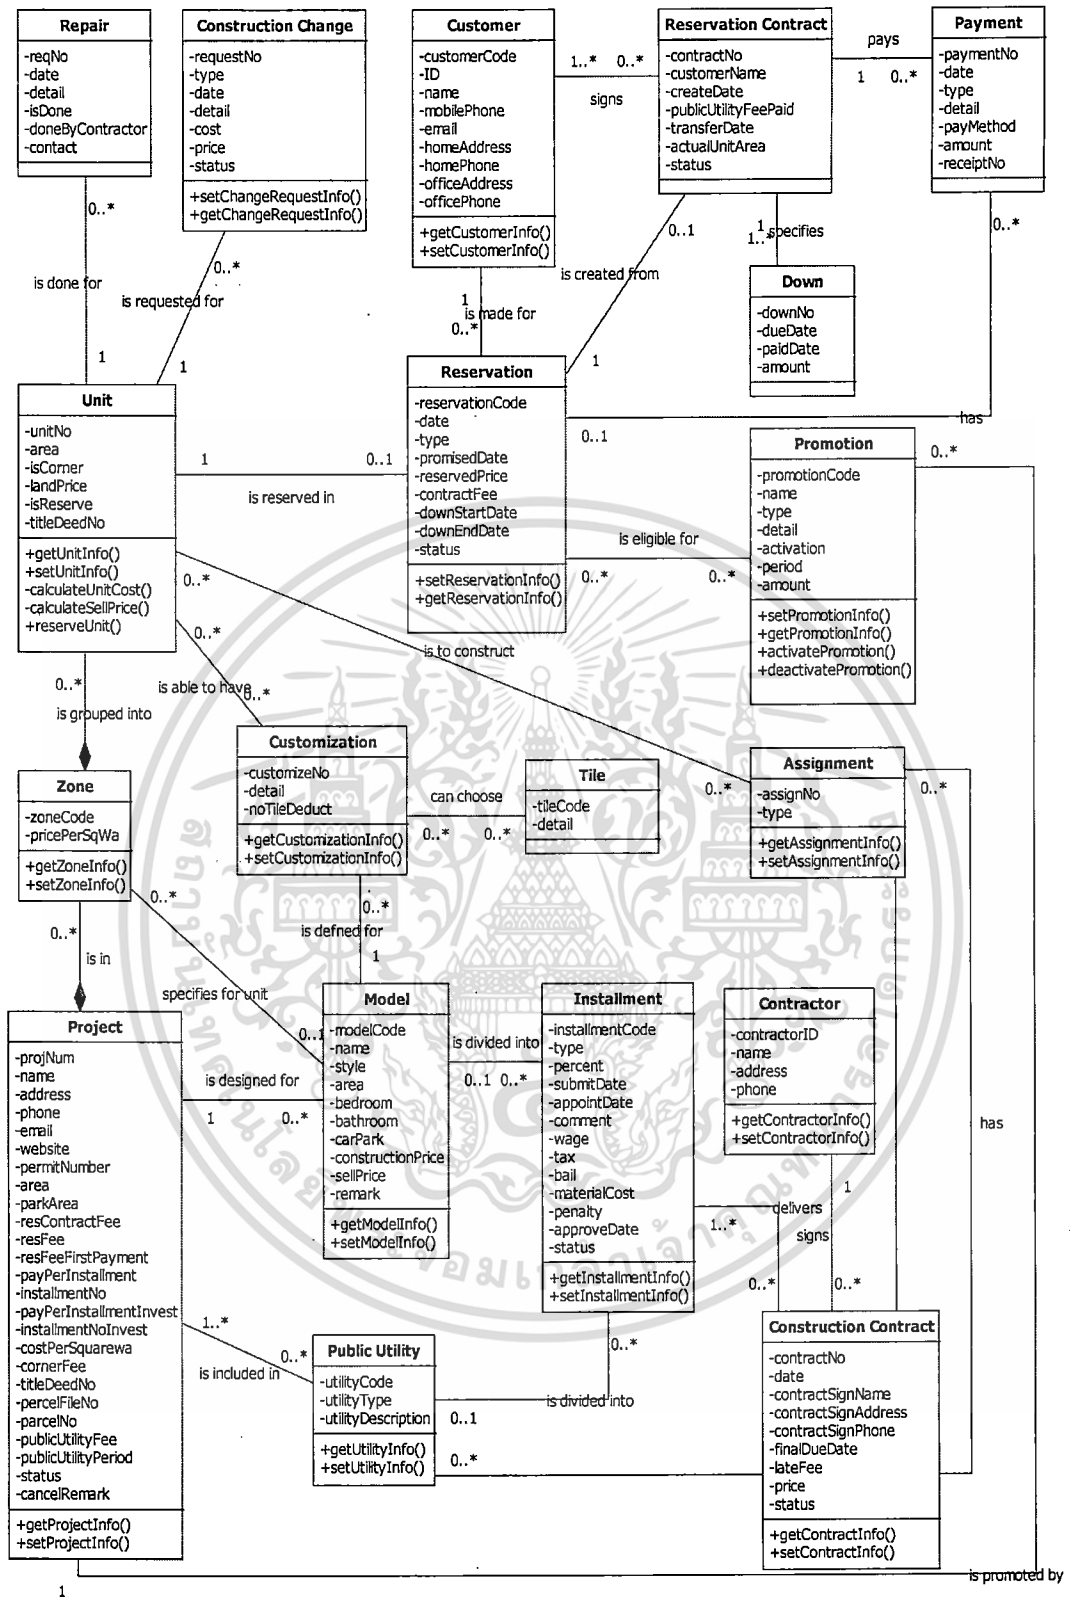 Repair
-reqNo
-date
-detail
-isDone
-doneByContractor
-contact
Construction Change
-requestNo
-type
-date
-detail
-cost
-price
-status
+setChangeRequestInfo()
+getChangeRequestInfo()
Customer
-customerCode
-ID
-name
-mobilePhone
-email
-homeAddress
-homePhone
-officeAddress
-officePhone
+getCustomerInfo()
+setCustomerInfo()
1..* 0..*
signs
Reservation Contract
-contractNo
-customerName
-createDate
-publicUtilityFeePaid
-transferDate
-actualUnitArea
-status
pays
1 0..*
Payment
-paymentNo
-date
-type
-detail
-payMethod
-amount
-receiptNo
0..*
is done for
1
0..*
is requested for
1
1
is made for
0..*
0..1
is created from
1
1
1..*
specifies
0..*
Down
-downNo
-dueDate
-paidDate
-amount
Unit
-unitNo
-area
-isCorner
-landPrice
-isReserve
-titleDeedNo
+getUnitInfo()
+setUnitInfo()
-calculateUnitCost()
-calculateSellPrice()
+reserveUnit()
1 0..1
is reserved in
Reservation
-reservationCode
-date
-type
-promisedDate
-reservedPrice
-contractFee
-downStartDate
-downEndDate
-status
+setReservationInfo()
+getReservationInfo()
has
0..1
is eligible for
0..* 0..*
Promotion
-promotionCode
-name
-type
-detail
-activation
-period
-amount
+setPromotionInfo()
+getPromotionInfo()
+activatePromotion()
+deactivatePromotion()
0..*
0..*
is to construct
0..*
0..*
is able to have
0..*
0..*
is grouped into
Customization
-customizeNo
-detail
-noTileDeduct
+getCustomizationInfo()
+setCustomizationInfo()
can choose
0..* 0..*
Tile
-tileCode
-detail
Assignment
-assignNo
-type
+getAssignmentInfo()
+setAssignmentInfo()
0..*
Zone
-zoneCode
-pricePerSqWa
+getZoneInfo()
+setZoneInfo()
0..*
specifies for unit
0..1
0..*
is in
0..*
is defned for
1
Project
-projNum
-name
-address
-phone
-email
-website
-permitNumber
-area
-parkArea
-resContractFee
-resFee
-resFeeFirstPayment
-payPerInstallment
-installmentNo
-payPerInstallmentInvest
-installmentNoInvest
-costPerSquarewa
-cornerFee
-titleDeedNo
-percelFileNo
-parcelNo
-publicUtilityFee
-publicUtilityPeriod
-status
-cancelRemark
+getProjectInfo()
+setProjectInfo()
is designed for
1 0..*
Model
-modelCode
-name
-style
-area
-bedroom
-bathroom
-carPark
-constructionPrice
-sellPrice
-remark
+getModelInfo()
+setModelInfo()
is divided into
0..1 0..*
Installment
-installmentCode
-type
-percent
-submitDate
-appointDate
-comment
-wage
-tax
-bail
-materialCost
-penalty
-approveDate
-status
+getInstallmentInfo()
+setInstallmentInfo()
Contractor
-contractorID
-name
-address
-phone
+getContractorInfo()
+setContractorInfo()
has
1
delivers
1..*
signs
0..* 0..*
1..*
0..*
is included in
Public Utility
-utilityCode
-utilityType
-utilityDescription
+getUtilityInfo()
+setUtilityInfo()
0..*
is divided into
0..1
0..*
Construction Contract
-contractNo
-date
-contractSignName
-contractSignAddress
-contractSignPhone
-finalDueDate
-lateFee
-price
-status
+getContractInfo()
+setContractInfo()
is promoted by
1